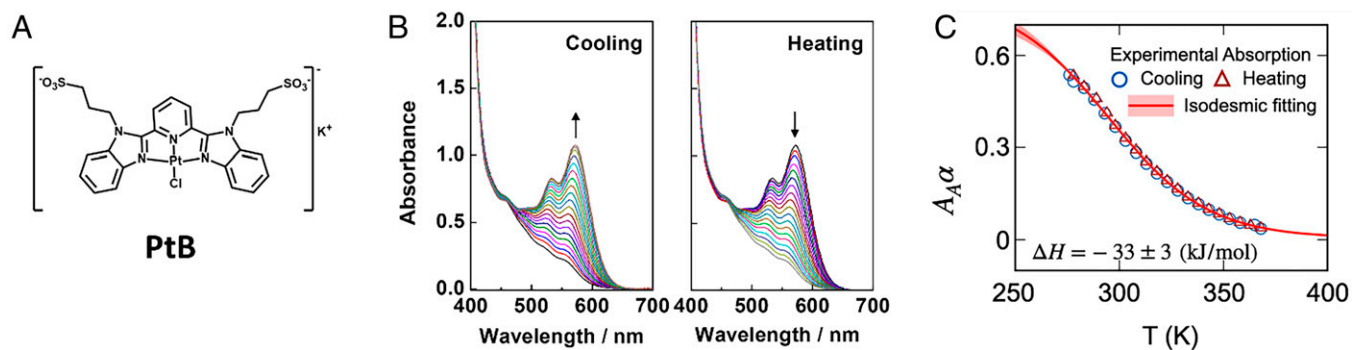 A
-O3S
SO3-
-
K+
N
N
N
N
N
Pt
Cl
PtB
B
Cooling
Heating
Absorbance
2.0
1.5
1.0
0.5
0.0
400 500 600 700
400 500 600 700
Wavelength / nm
Wavelength / nm
C
Experimental Absorption
Cooling Heating
Isodesmic fitting
A_A α
0.6
0.3
0
ΔH = − 33 ± 3 (kJ/mol)
250 300 350 400
T (K)